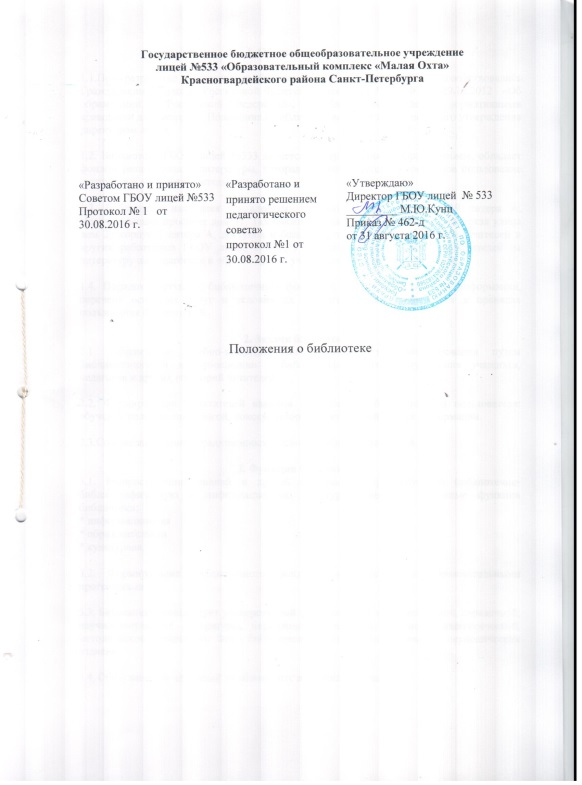 Государственное бюджетное общеобразовательное учреждение
лицей №533 «Образовательный комплекс «Малая Охта»
Красногвардейского района Санкт-Петербурга
«Разработано и принято»
Советом ГБОУ лицей №533
Протокол № 1 от
30.08.2016 г.
«Разработано и
принято решением
педагогического
совета»
протокол №1 от
30.08.2016 г.
«Утверждаю»
Директор ГБОУ лицей № 533
М.Ю.Кунц
Приказ № 462-д
от 31 августа 2016 г.
Положения о библиотеке